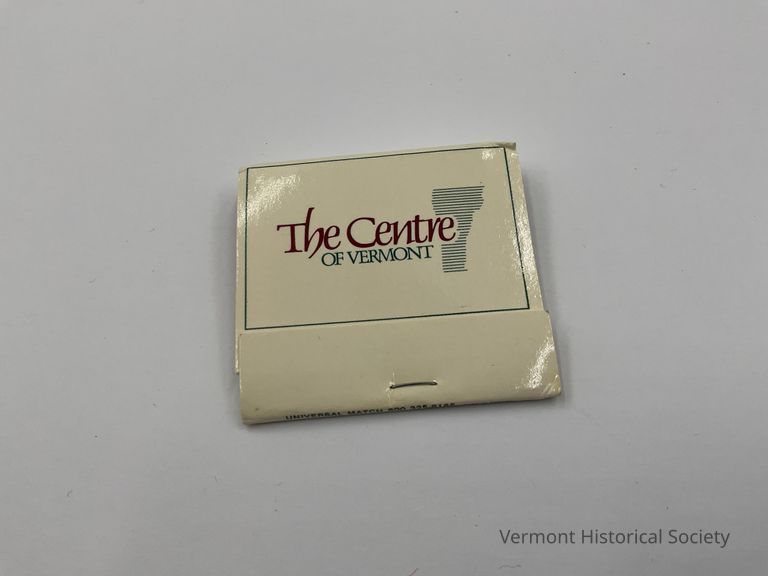 The Centre
OF VERMONT
UNIVERSAL MATCH
Vermont Historical Society